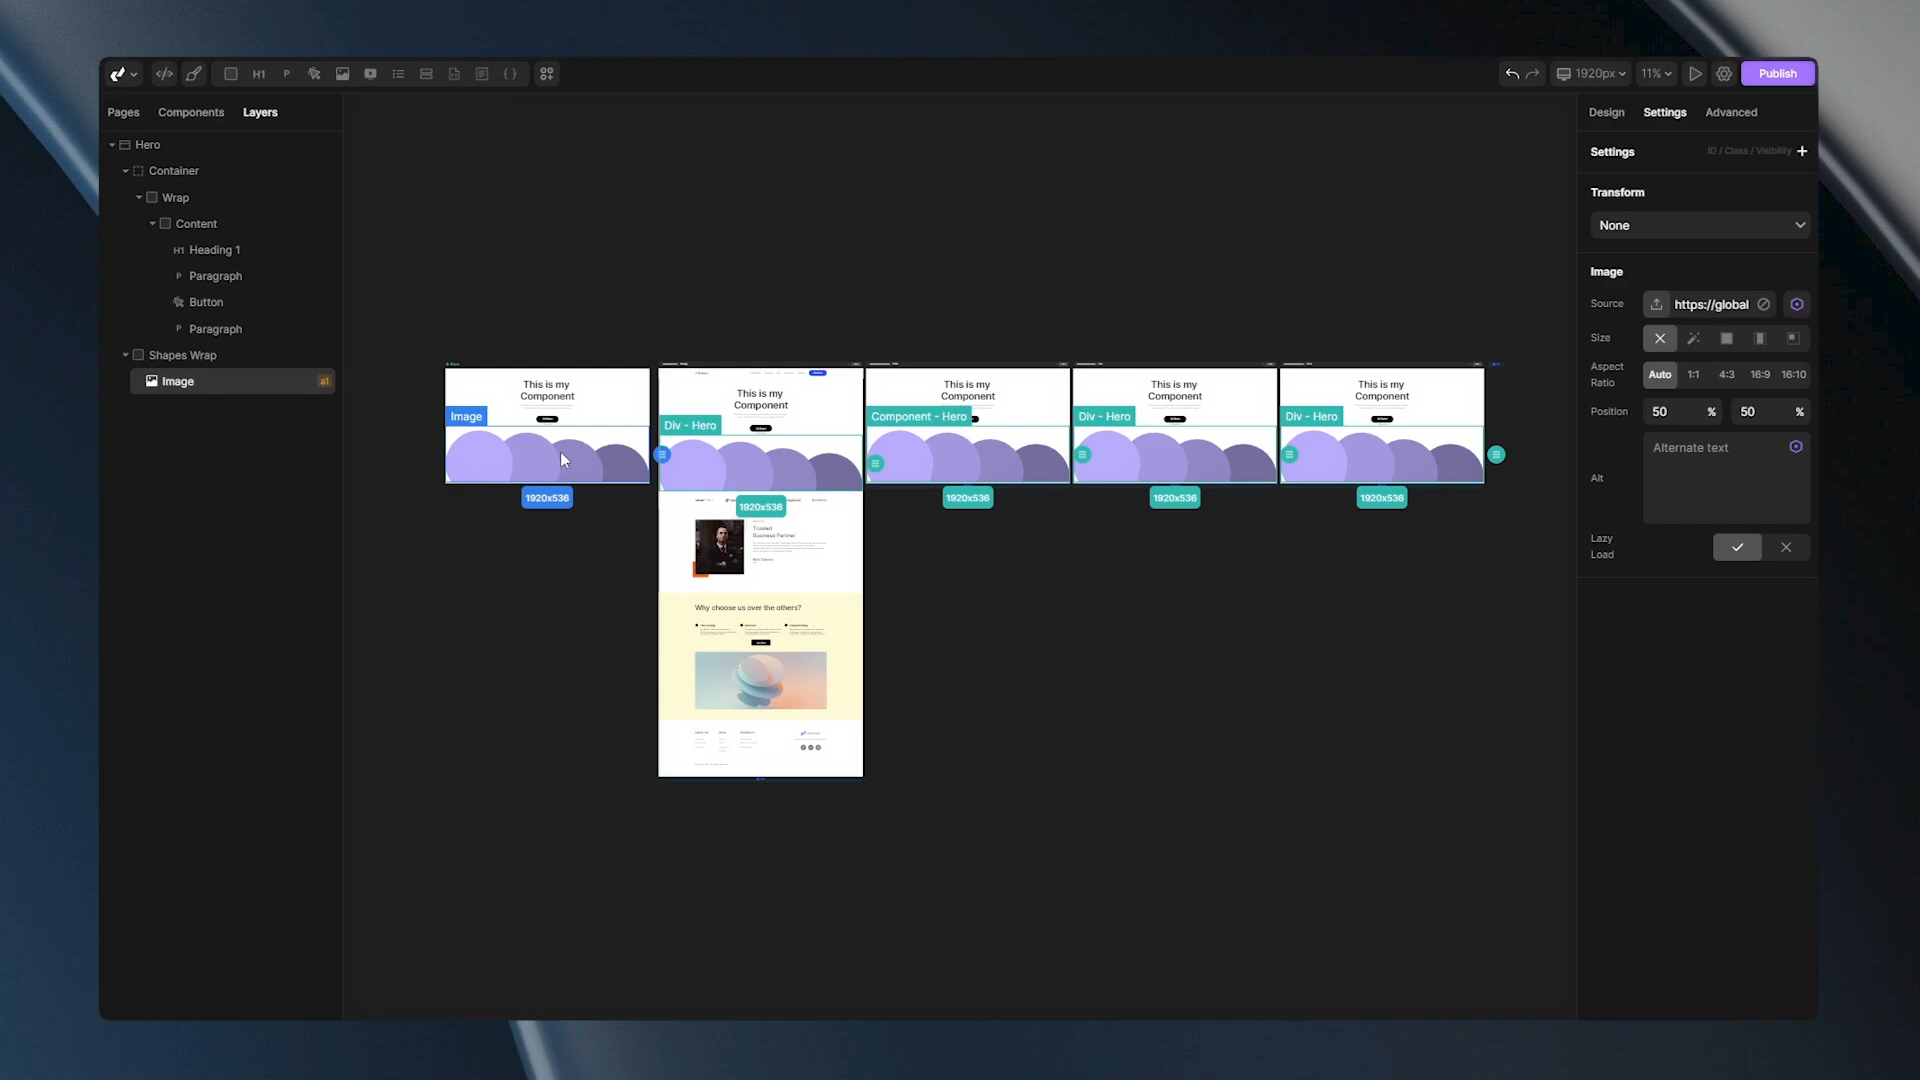 H1
P
1920px
11%
Publish
Pages
Components
Layers
Design
Settings
Advanced
Hero
Container
Wrap
Content
H1 Heading 1
P Paragraph
Button
P Paragraph
Shapes Wrap
Image
a1
Settings
ID / Class / Visibility
Transform
None
Image
Source
https://global
Size
Aspect
Ratio
Auto
1:1
4:3
16:9
16:10
Position
50
%
50
%
Alternate text
Alt
Lazy
Load
This is my
Component
Image
1920x536
This is my
Component
Div - Hero
1920x536
Trusted
Business Partner
Why choose us over the others?
This is my
Component
Component - Hero
1920x536
This is my
Component
Div - Hero
1920x536
This is my
Component
Div - Hero
1920x536